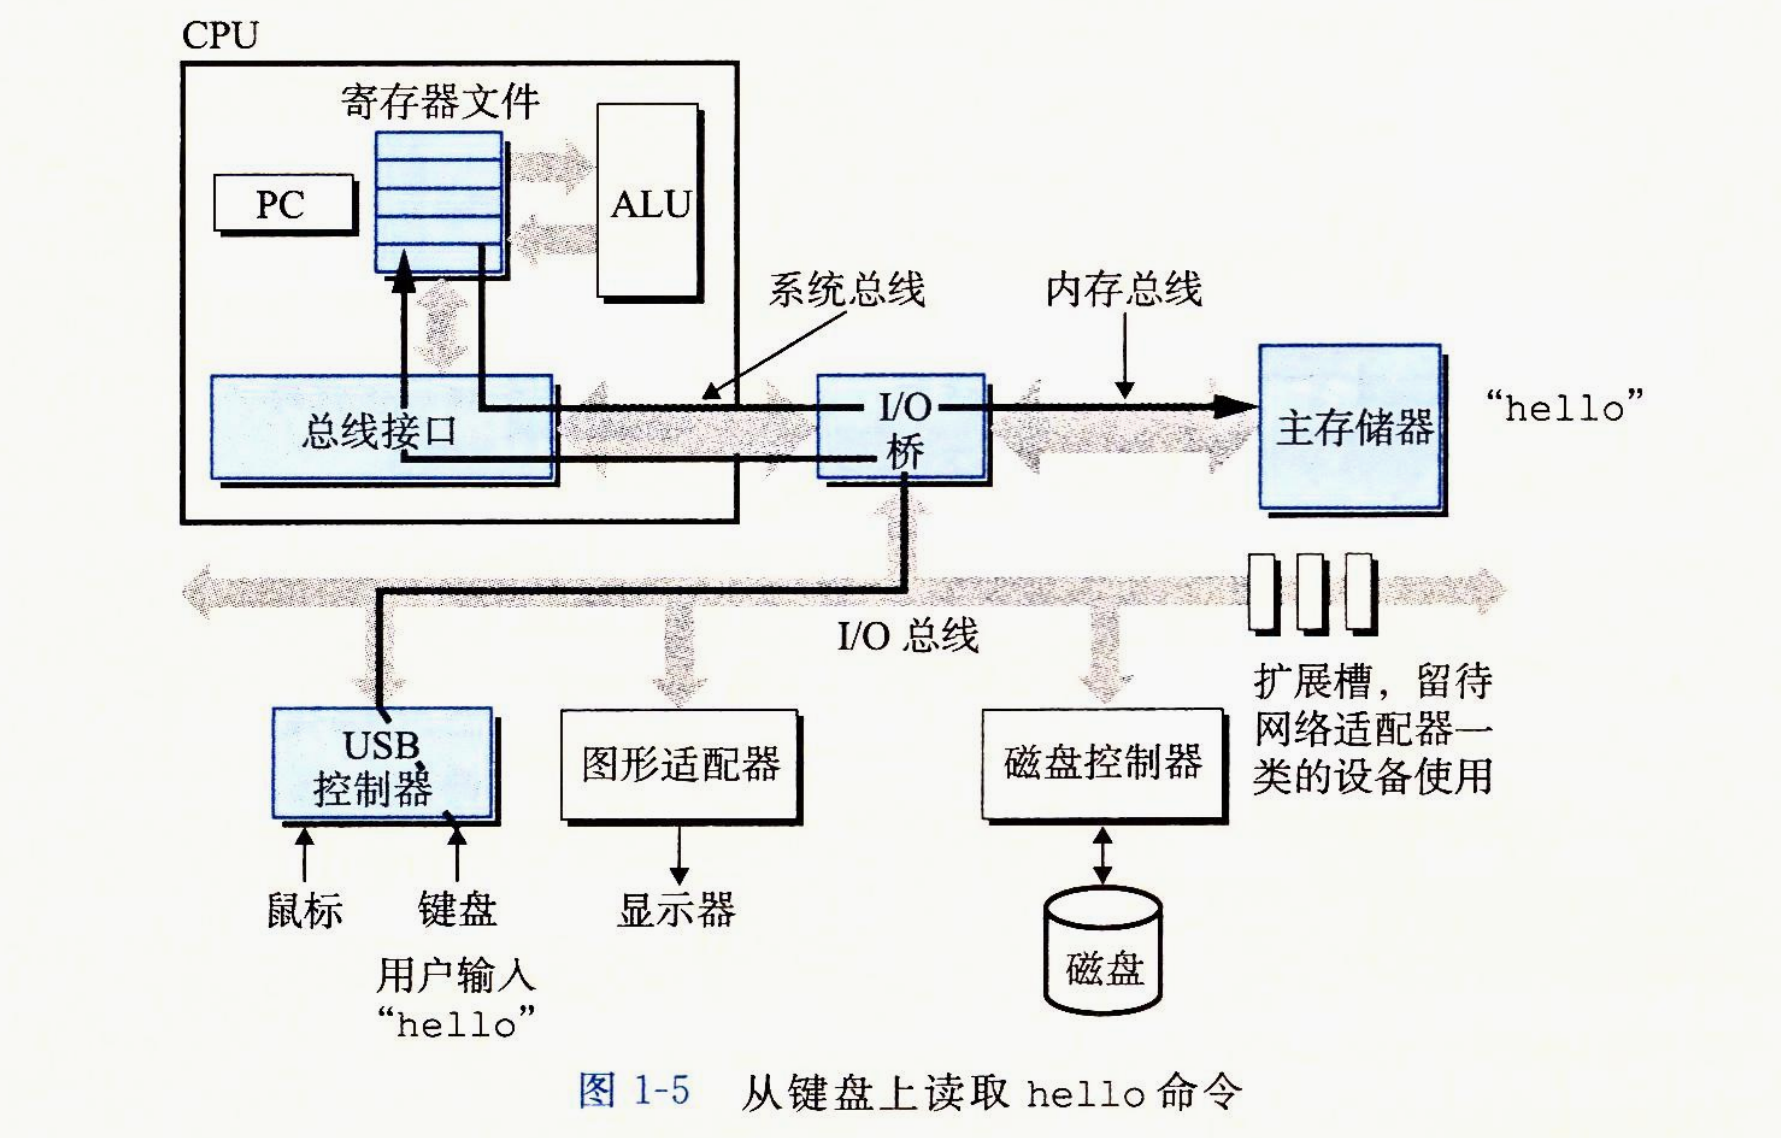 CPU
寄存器文件
PC
ALU
系统总线
内存总线
总线接口
I/O
桥
主存储器
“hello”
I/O 总线
扩展槽，留待
网络适配器一
类的设备使用
USB
控制器
图形适配器
磁盘控制器
鼠标
键盘
显示器
磁盘
用户输入
“hello”
图 1-5 从键盘上读取 hello 命令